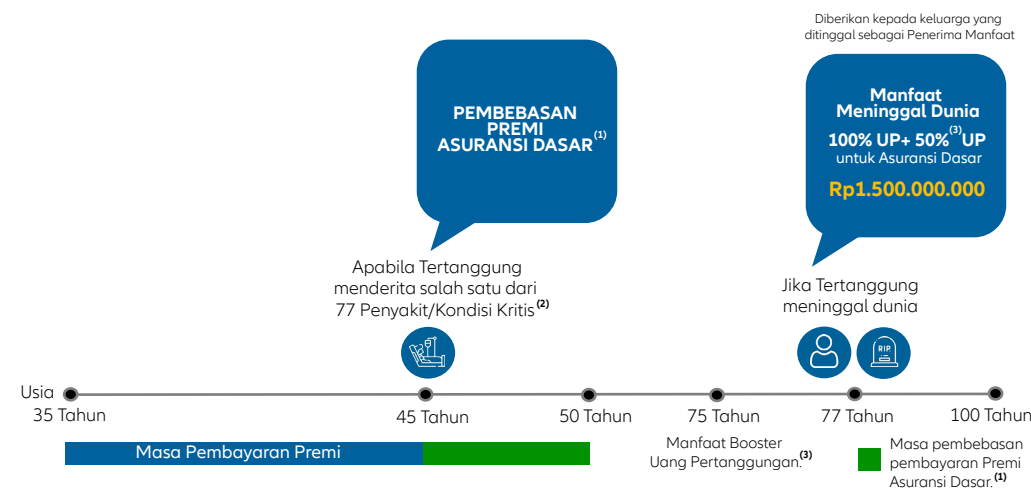 Diberikan kepada keluarga yang
ditinggal sebagai Penerima Manfaat
PEMBEBASAN
PREMI
ASURANSI DASAR(1)
Manfaat
Meninggal Dunia
100% UP+ 50%(3)UP
untuk Asuransi Dasar
Rp1.500.000.000
Apabila Tertanggung
menderita salah satu dari
77 Penyakit/Kondisi Kritis(2)
Jika Tertanggung
meninggal dunia
RIP
Usia
35 Tahun
45 Tahun
50 Tahun
75 Tahun
77 Tahun
100 Tahun
Masa Pembayaran Premi
Manfaat Booster
Uang Pertanggungan.(3)
Masa pembebasan
pembayaran Premi
Asuransi Dasar.(1)